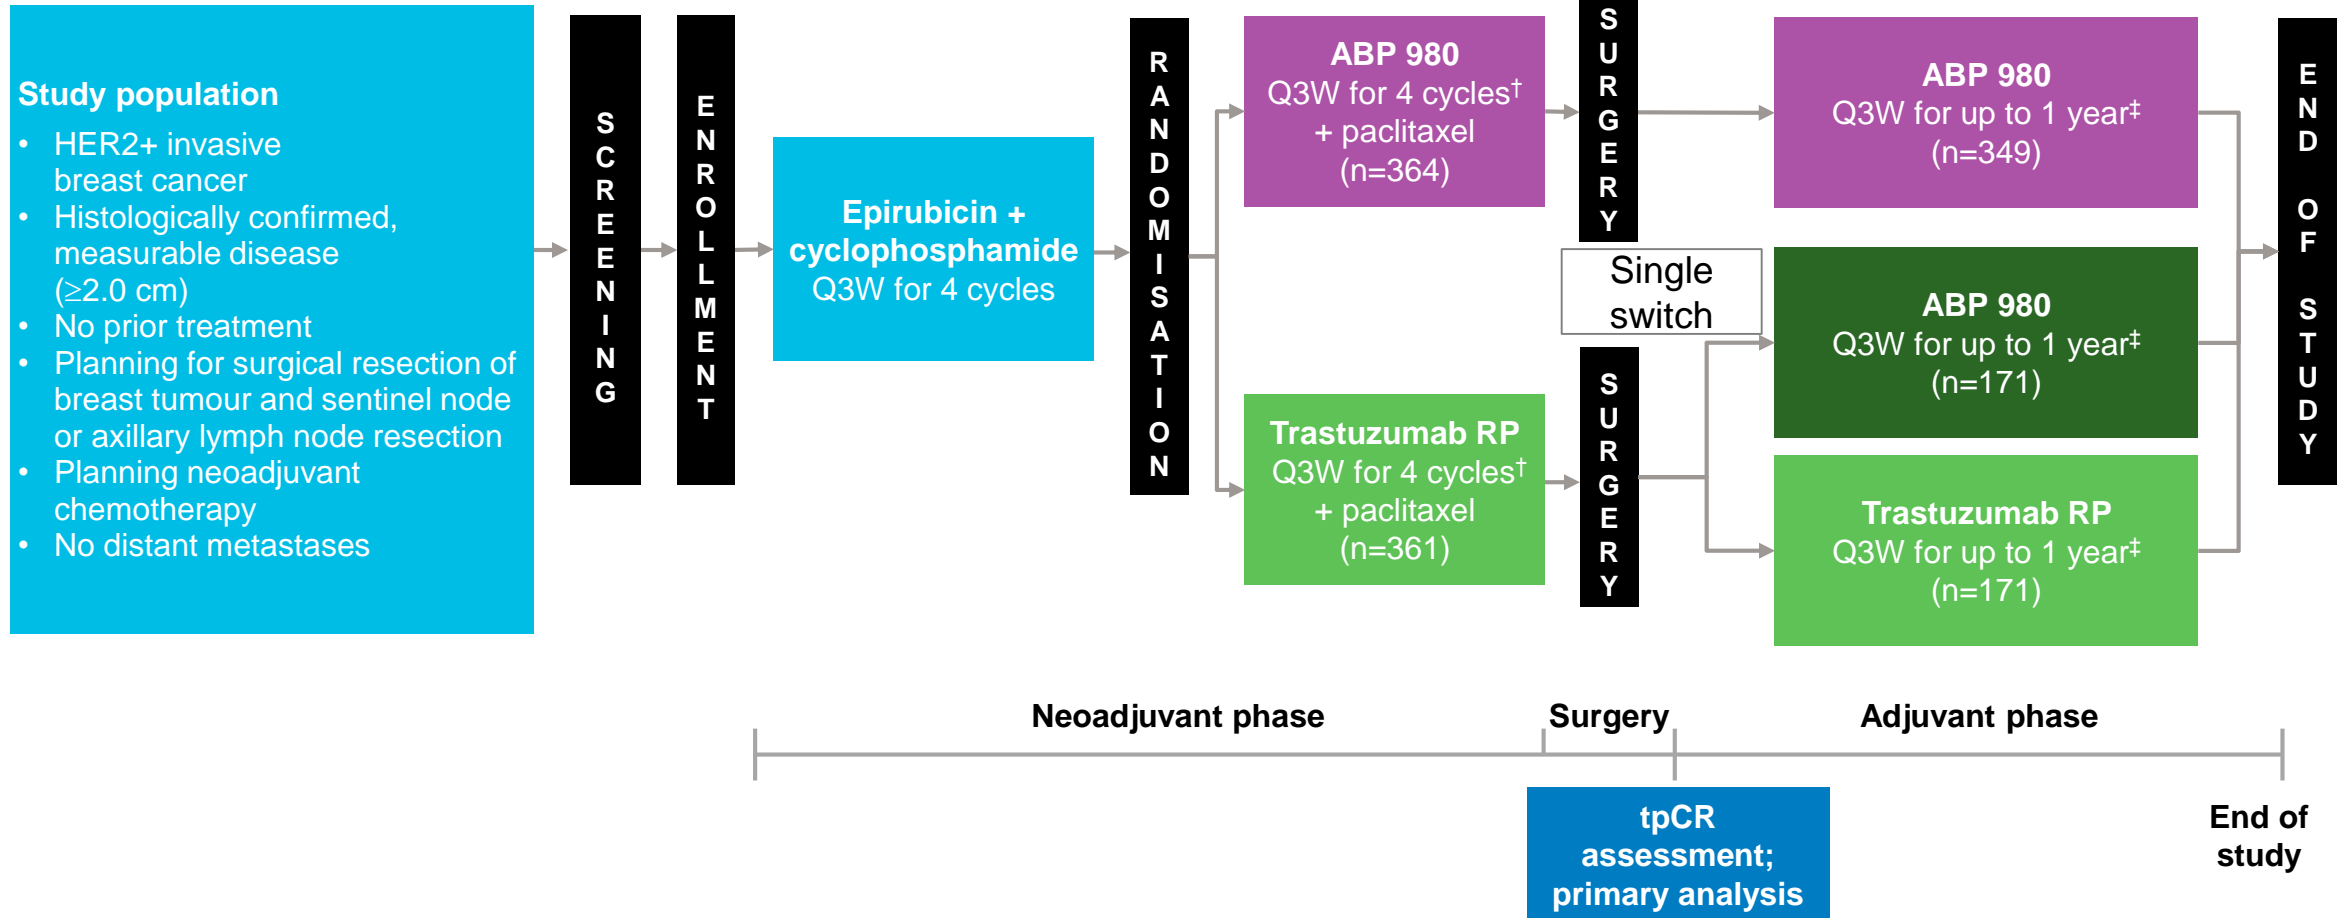 Study population
• HER2+ invasive
breast cancer
• Histologically confirmed,
measurable disease
(≥2.0 cm)
• No prior treatment
• Planning for surgical resection of
breast tumour and sentinel node
or axillary lymph node resection
• Planning neoadjuvant
chemotherapy
• No distant metastases
SCREENING
ENROLLMENT
Epirubicin +
cyclophosphamide
Q3W for 4 cycles
RANDOMISATION
ABP 980
Q3W for 4 cycles†
+ paclitaxel
(n=364)
Trastuzumab RP
Q3W for 4 cycles†
+ paclitaxel
(n=361)
SURGERY
Single
switch
SURGERY
ABP 980
Q3W for up to 1 year‡
(n=349)
ABP 980
Q3W for up to 1 year‡
(n=171)
Trastuzumab RP
Q3W for up to 1 year‡
(n=171)
END OF STUDY
Neoadjuvant phase
Surgery
Adjuvant phase
tpCR
assessment;
primary analysis
End of
study